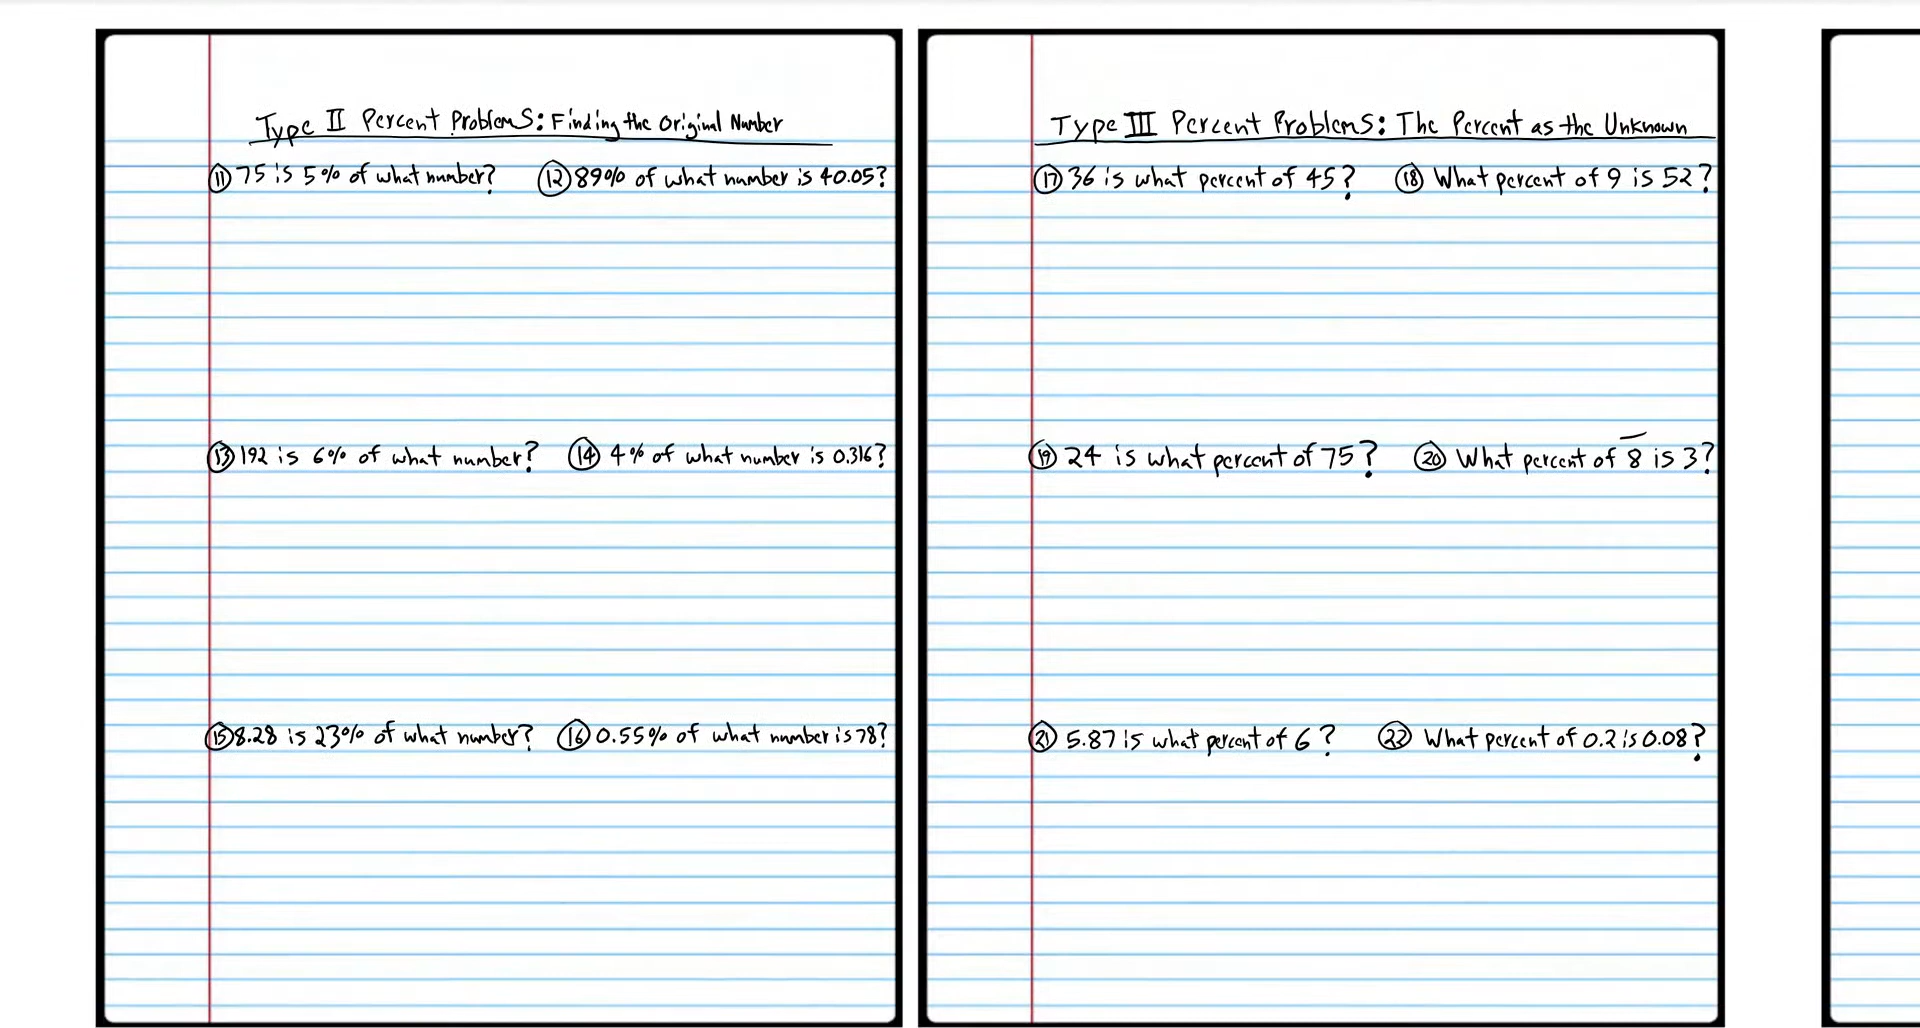 Type II Percent Problems: Finding the Original Number
⑪ 75 is 5% of what number? ⑫ 89% of what number is 40.05?
⑬ 192 is 6% of what number? ⑭ 4% of what number is 0.316?
⑮ 8.28 is 23% of what number? ⑯ 0.55% of what number is 78?
Type III Percent Problems: The Percent as the Unknown
⑰ 36 is what percent of 45? ⑱ What percent of 9 is 52?
⑲ 24 is what percent of 75? ⑳ What percent of 8 is 3?
㉑ 5.87 is what percent of 6? ㉒ What percent of 0.2 is 0.08?